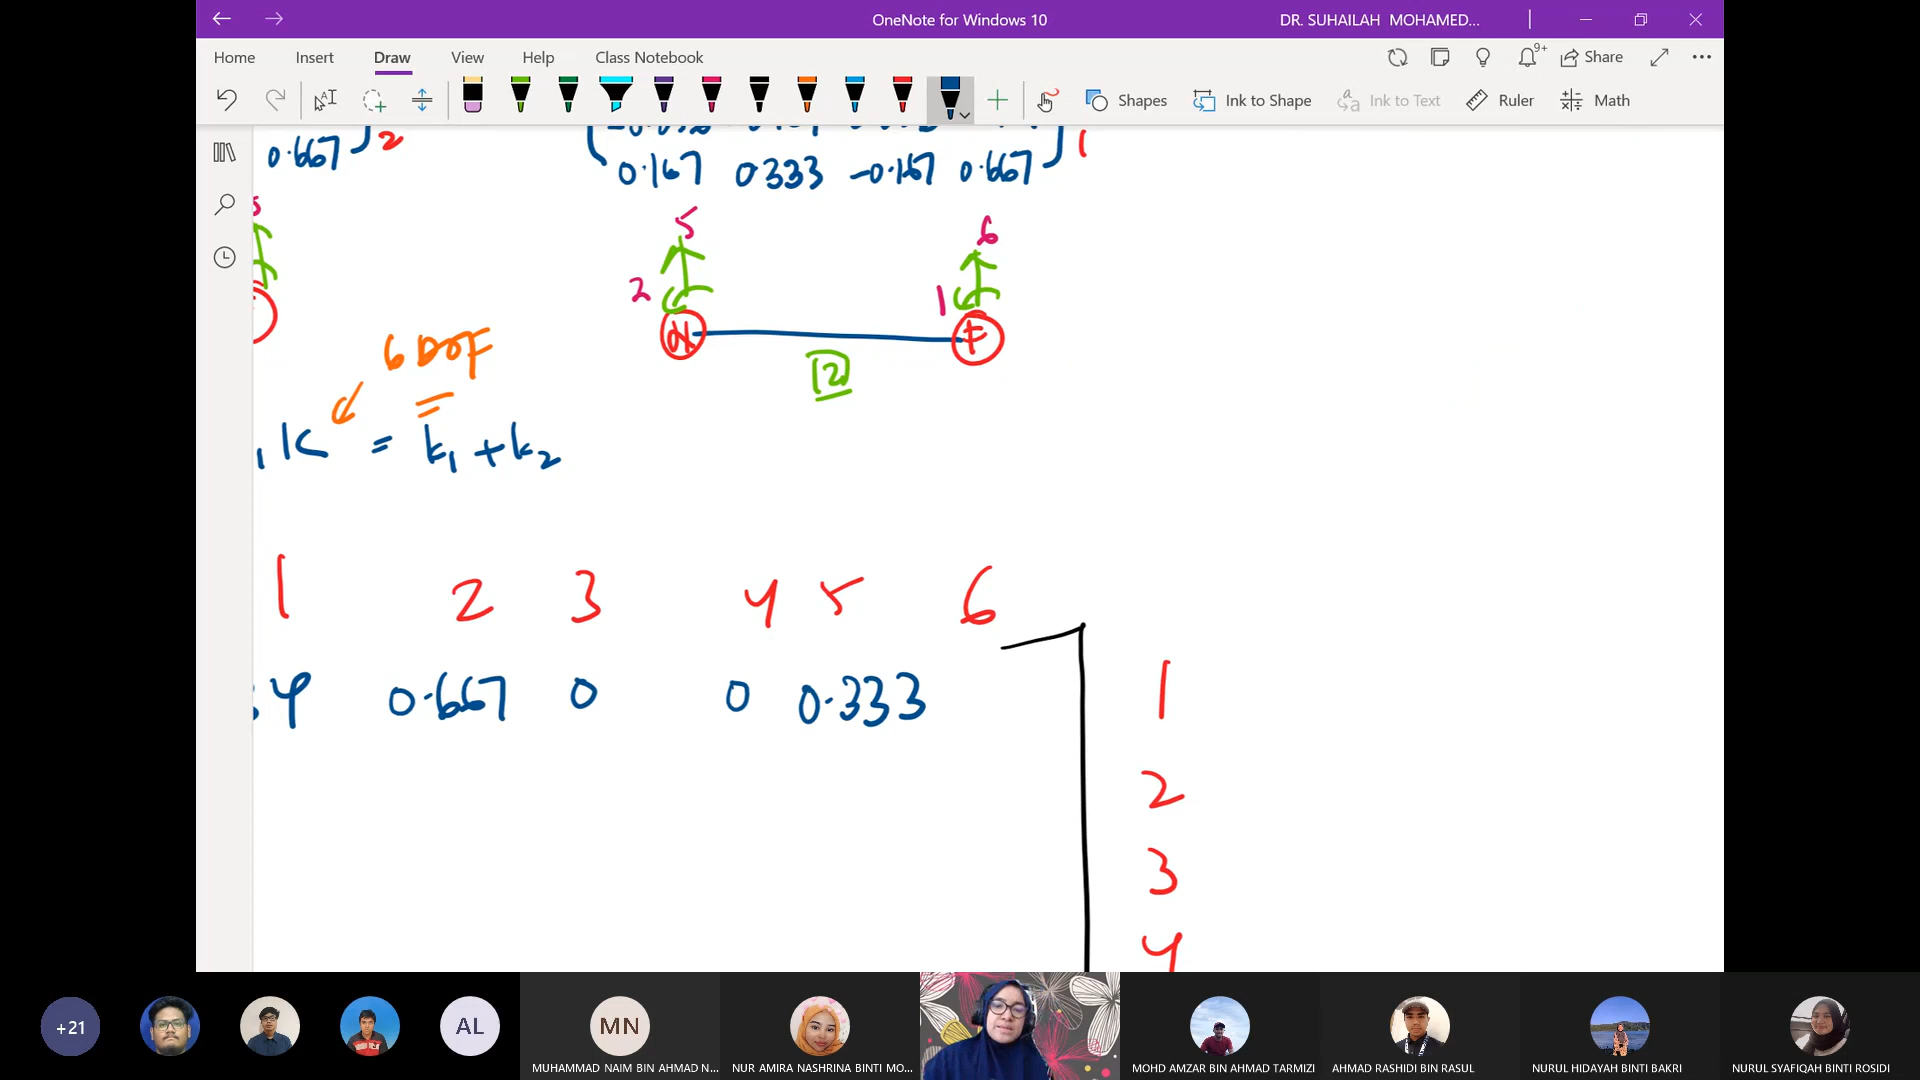 OneNote for Windows 10
DR. SUHAILAH MOHAMED...
Home Insert Draw View Help Class Notebook
9+
Share
Shapes Ink to Shape Ink to Text Ruler Math
0.667 2
1
0.167 0.333 -0.167 0.667
5 6
2 1
N F
2
6 DOF
K = k1 + k2
1 2 3 4 5 6
4 0.667 0 0 0.333 1
2
3
4
+21
AL
MN
MUHAMMAD NAIM BIN AHMAD N...
NUR AMIRA NASHRINA BINTI MO...
MOHD AMZAR BIN AHMAD TARMIZI
AHMAD RASHIDI BIN RASUL
NURUL HIDAYAH BINTI BAKRI
NURUL SYAFIQAH BINTI ROSIDI